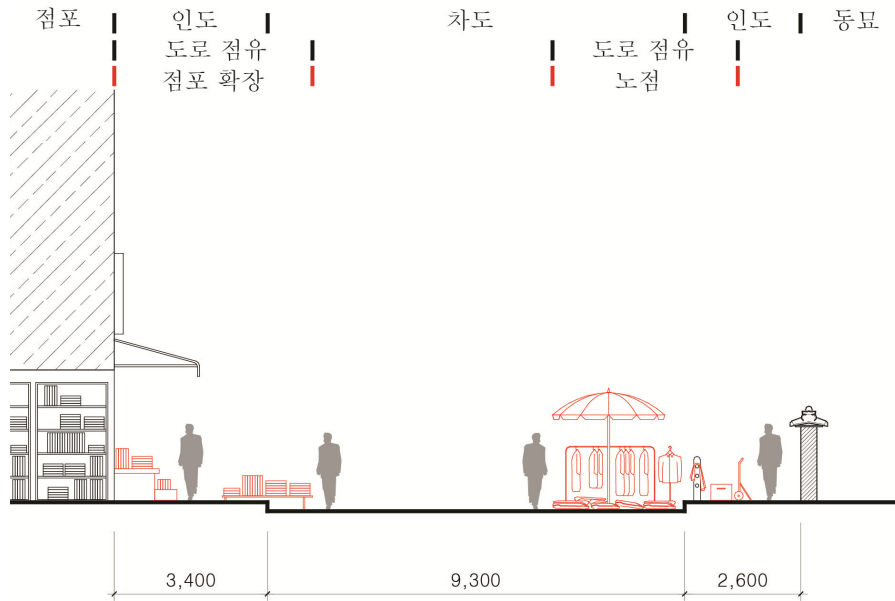 점포 인도 차도 인도 동묘
도로 점유 도로 점유
점포 확장 노점
3,400 9,300 2,600